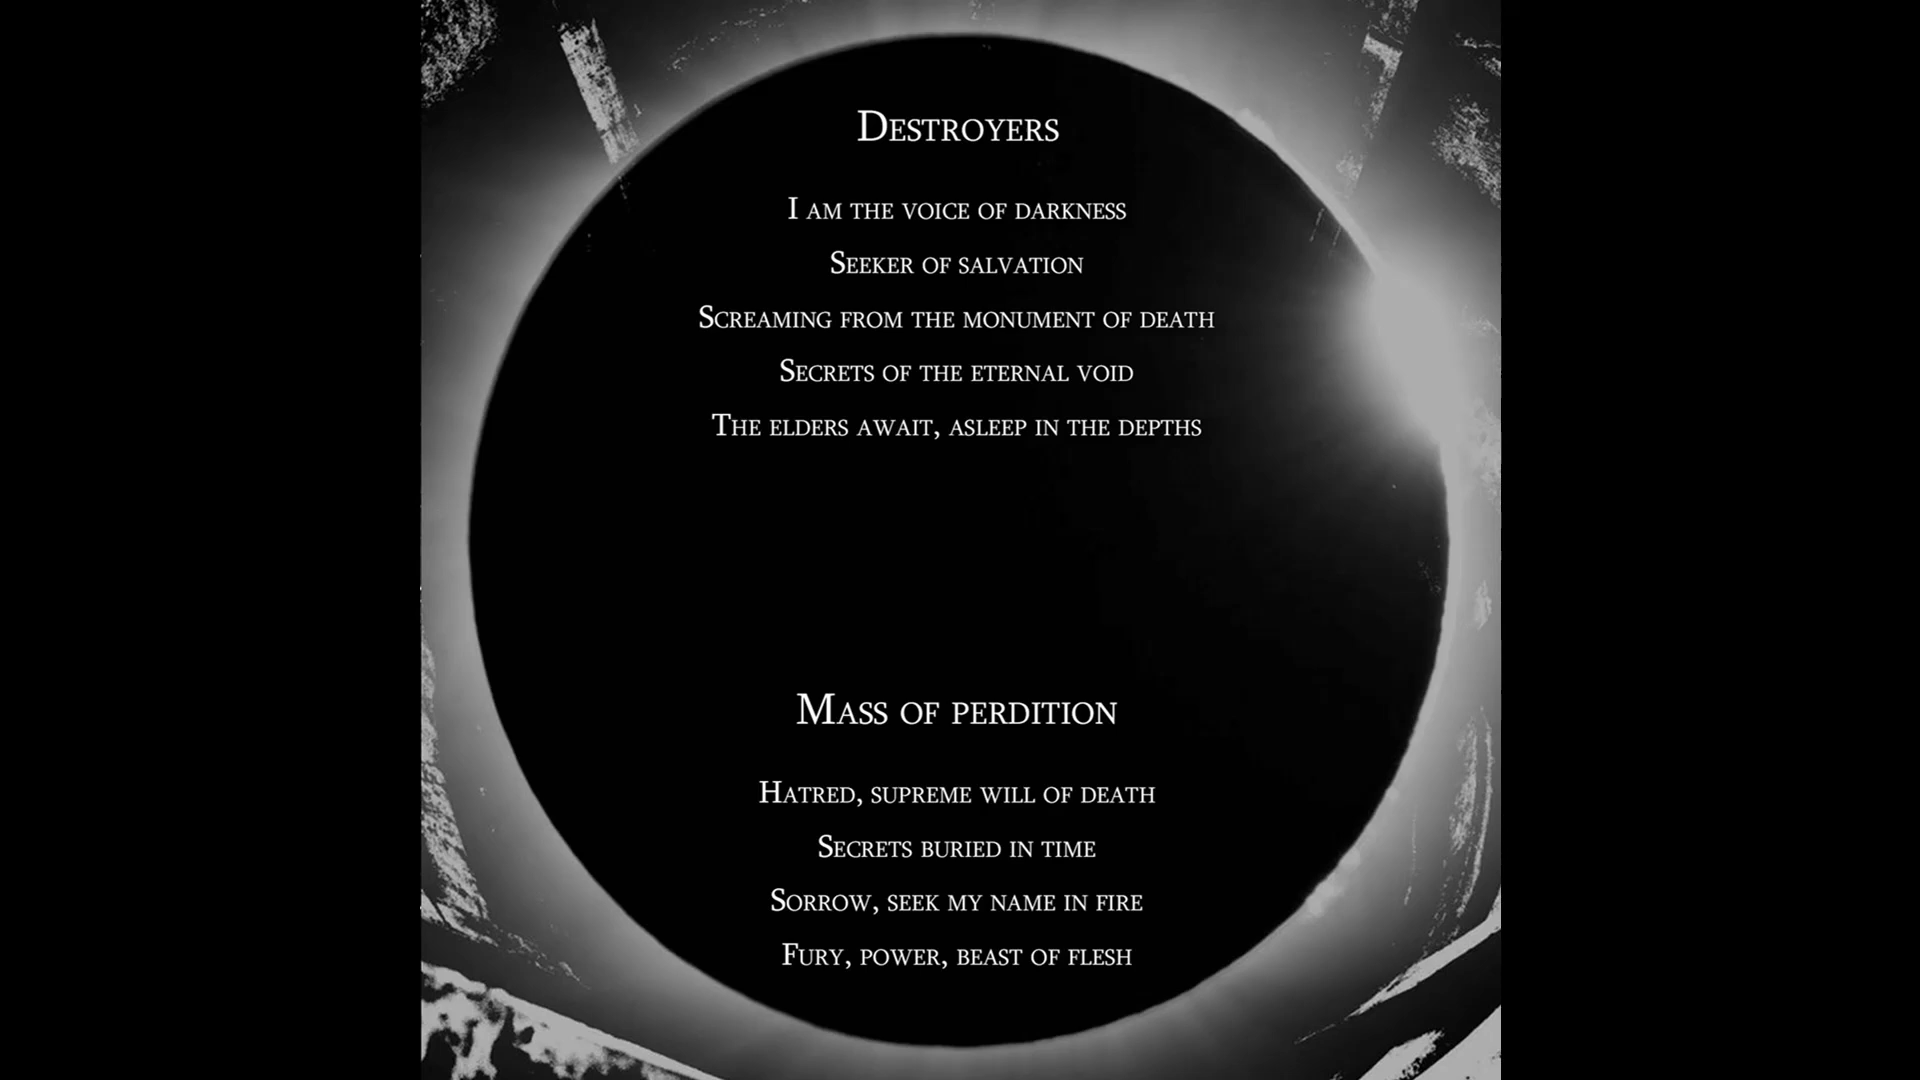 Destroyers
I am the voice of darkness
Seeker of salvation
Screaming from the monument of death
Secrets of the eternal void
The elders await, asleep in the depths
Mass of perdition
Hatred, supreme will of death
Secrets buried in time
Sorrow, seek my name in fire
Fury, power, beast of flesh